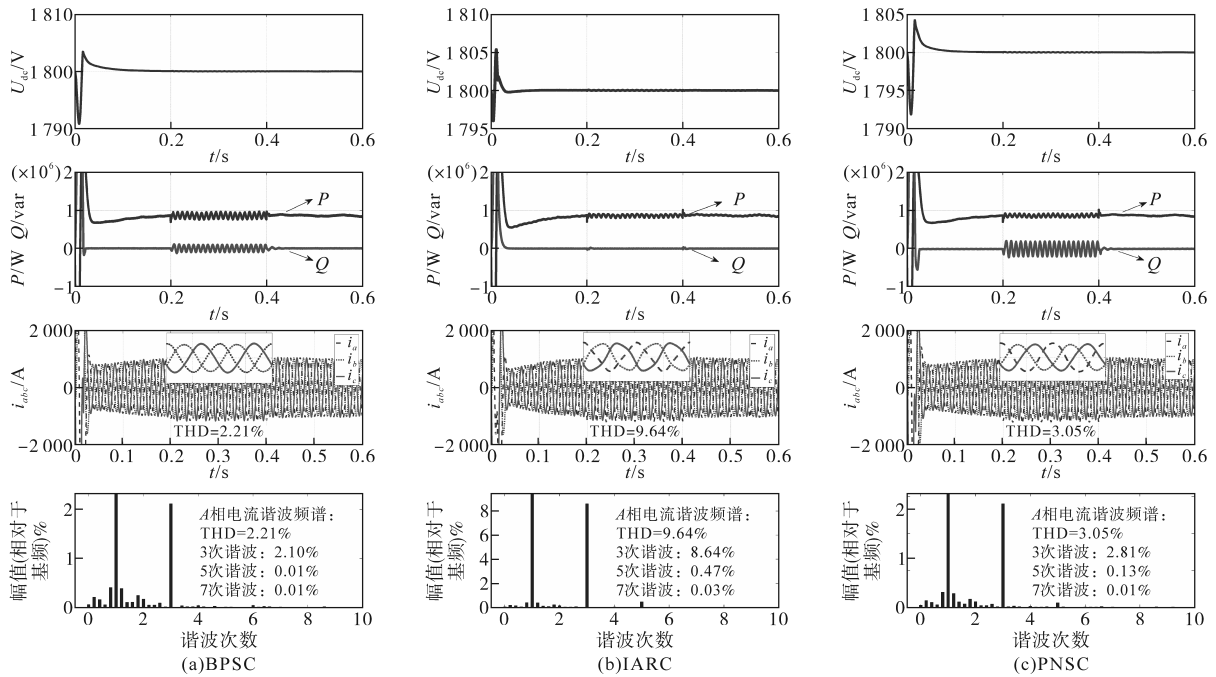 1 810
1 800
1 790
U_dc/V
0 0.2 0.4 0.6
t/s
(×10⁶)
2
1
0
−1
P/W Q/var
P
Q
0 0.2 0.4 0.6
t/s
2 000
0
−2 000
i_abc/A
i_a
i_b
i_c
THD=2.21%
0 0.1 0.2 0.3 0.4 0.5 0.6
t/s
2
1
0
幅值(相对于
基频)%
A相电流谐波频谱：
THD=2.21%
3次谐波：2.10%
5次谐波：0.01%
7次谐波：0.01%
0 2 4 6 8 10
谐波次数
(a)BPSC
1 810
1 805
1 800
1 795
U_dc/V
0 0.2 0.4 0.6
t/s
(×10⁶)
2
1
0
−1
P/W Q/var
P
Q
0 0.2 0.4 0.6
t/s
2 000
0
−2 000
i_abc/A
i_a
i_b
i_c
THD=9.64%
0 0.1 0.2 0.3 0.4 0.5 0.6
t/s
8
6
4
2
0
幅值(相对于
基频)%
A相电流谐波频谱：
THD=9.64%
3次谐波：8.64%
5次谐波：0.47%
7次谐波：0.03%
0 2 4 6 8 10
谐波次数
(b)IARC
1 805
1 800
1 795
1 790
U_dc/V
0 0.2 0.4 0.6
t/s
(×10⁶)
2
1
0
−1
P/W Q/var
P
Q
0 0.2 0.4 0.6
t/s
2 000
0
−2 000
i_abc/A
i_a
i_b
i_c
THD=3.05%
0 0.1 0.2 0.3 0.4 0.5 0.6
t/s
2
1
0
幅值(相对于
基频)%
A相电流谐波频谱：
THD=3.05%
3次谐波：2.81%
5次谐波：0.13%
7次谐波：0.01%
0 2 4 6 8 10
谐波次数
(c)PNSC